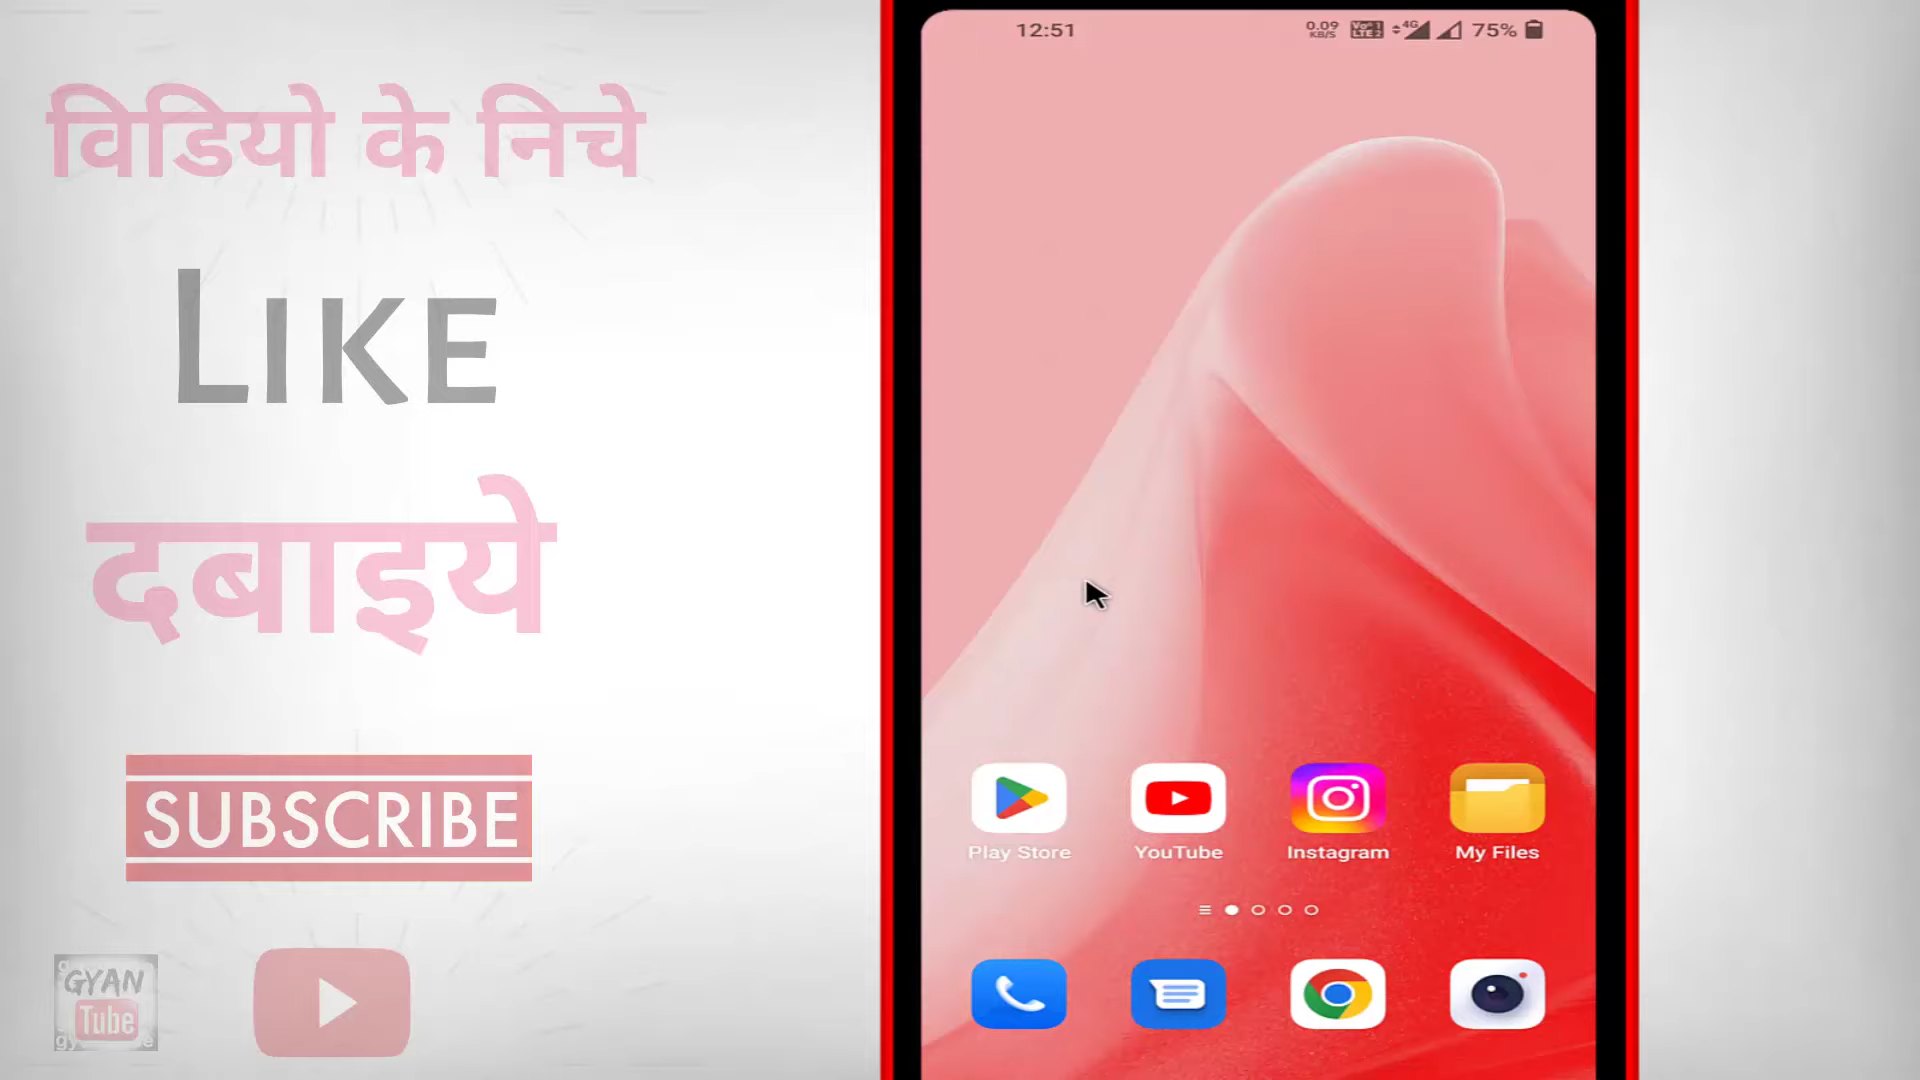 विडियो के निचे
LIKE
दबाइये
SUBSCRIBE
GYAN
Tube
12:51
0.09
KB/S
4G
75%
Play Store
YouTube
Instagram
My Files